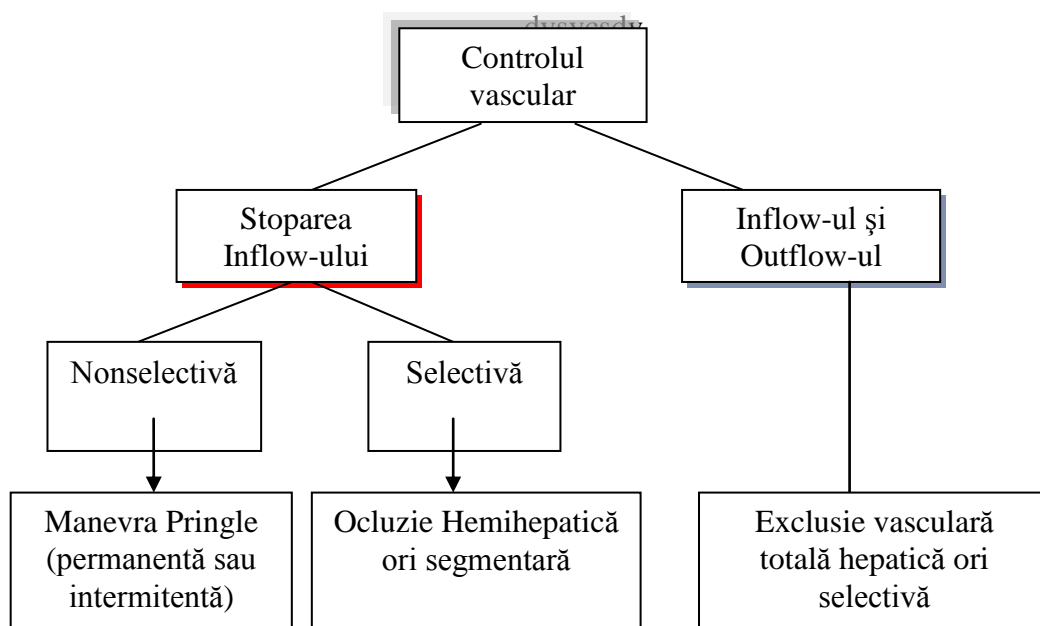 Controlul
vascular
Stoparea
Inflow-ului
Inflow-ul şi
Outflow-ul
Nonselectivă
Selectivă
Manevra Pringle
(permanentă sau
intermitentă)
Ocluzie Hemihepatică
ori segmentară
Exclusie vasculară
totală hepatică ori
selectivă